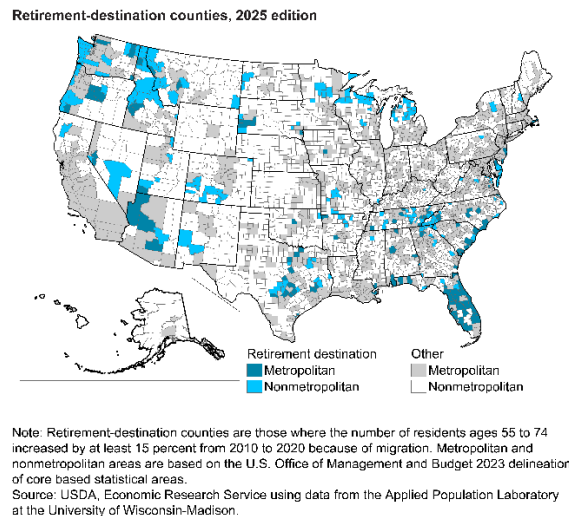 Retirement-destination counties, 2025 edition
Retirement destination
Other
Metropolitan
Metropolitan
Nonmetropolitan
Nonmetropolitan
Note: Retirement-destination counties are those where the number of residents ages 55 to 74
increased by at least 15 percent from 2010 to 2020 because of migration. Metropolitan and
nonmetropolitan areas are based on the U.S. Office of Management and Budget 2023 delineation
of core based statistical areas.
Source: USDA, Economic Research Service using data from the Applied Population Laboratory
at the University of Wisconsin-Madison.